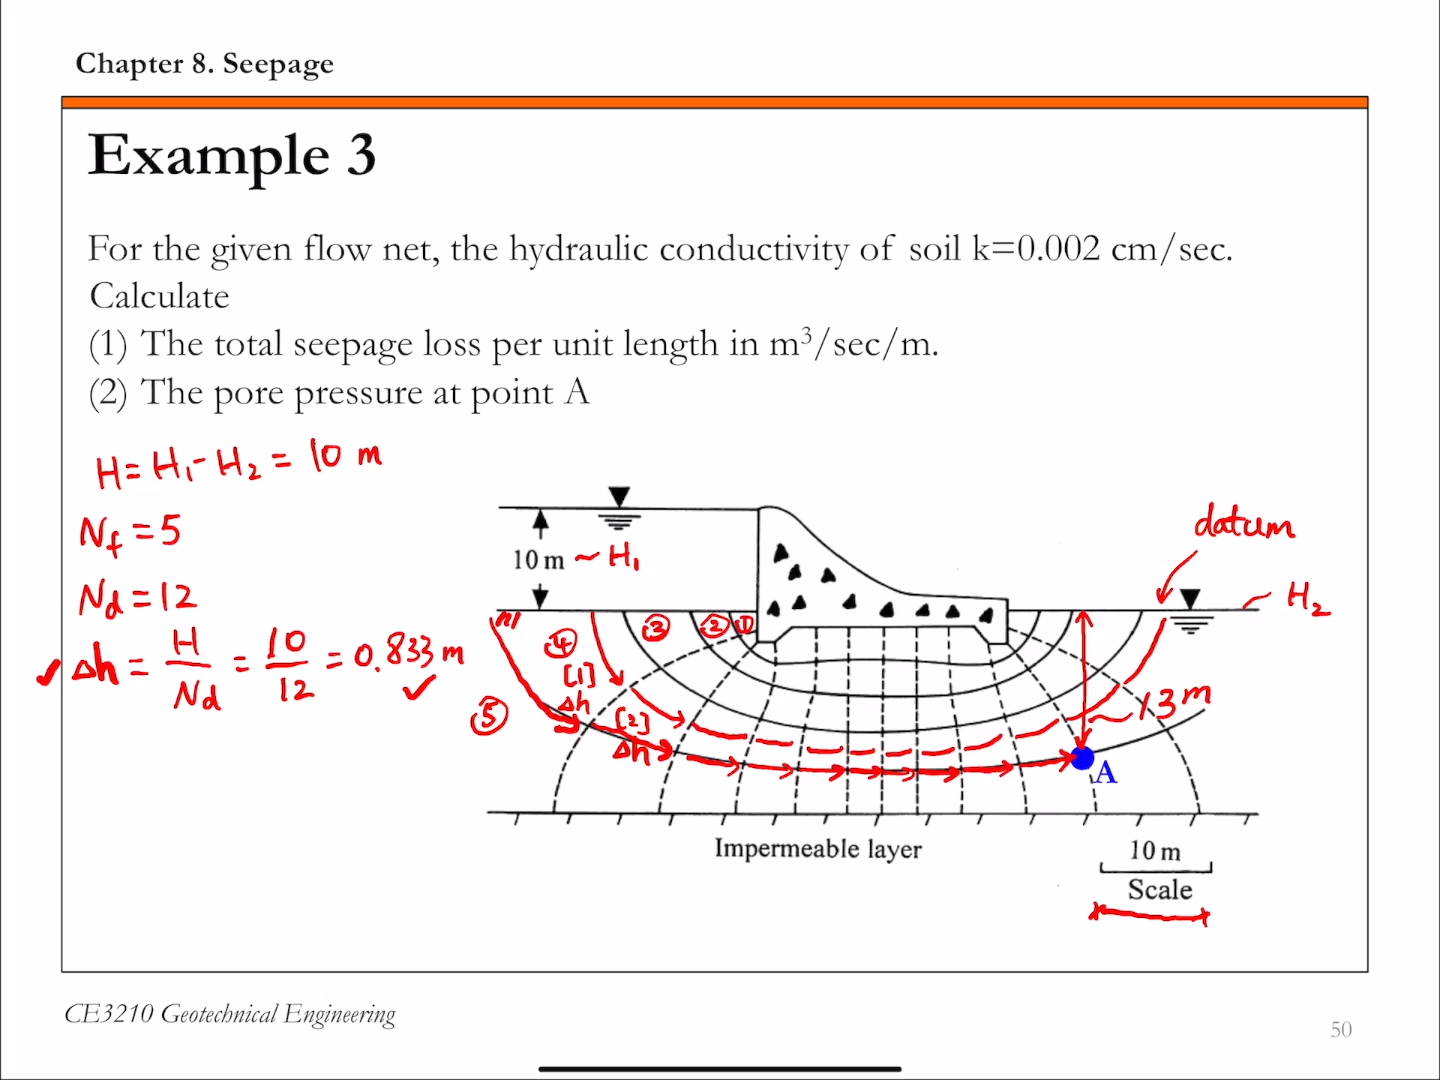 Chapter 8. Seepage
Example 3
For the given flow net, the hydraulic conductivity of soil k=0.002 cm/sec.
Calculate
(1) The total seepage loss per unit length in m³/sec/m.
(2) The pore pressure at point A
H = H₁ - H₂ = 10 m
N_f = 5
N_d = 12
Δh = H/N_d = 10/12 = 0.833 m
10 m ~ H₁
datum
H₂
① ② ③ ④ ⑤
[1]
Δh
[2]
Δh
13 m
A
Impermeable layer
10 m
Scale
CE3210 Geotechnical Engineering
50